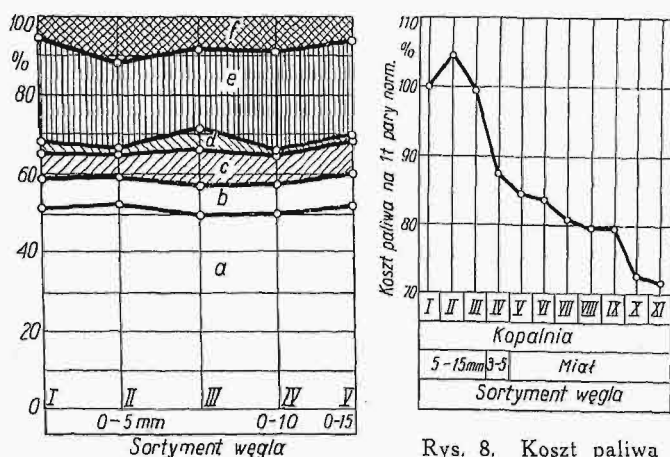 100
%
80
60
40
20
0
f
e
d
c
b
a
I II III IV V
0-5 mm 0-10 0-15
Sortyment węgla
Koszt paliwa na 1t pary norm.
110
%
100
90
80
70
I II III IV V VI VII VIII IX X XI
Kopalnia
5-15mm 3-5 Miał
Sortyment węgla
Rys. 8. Koszt paliwa